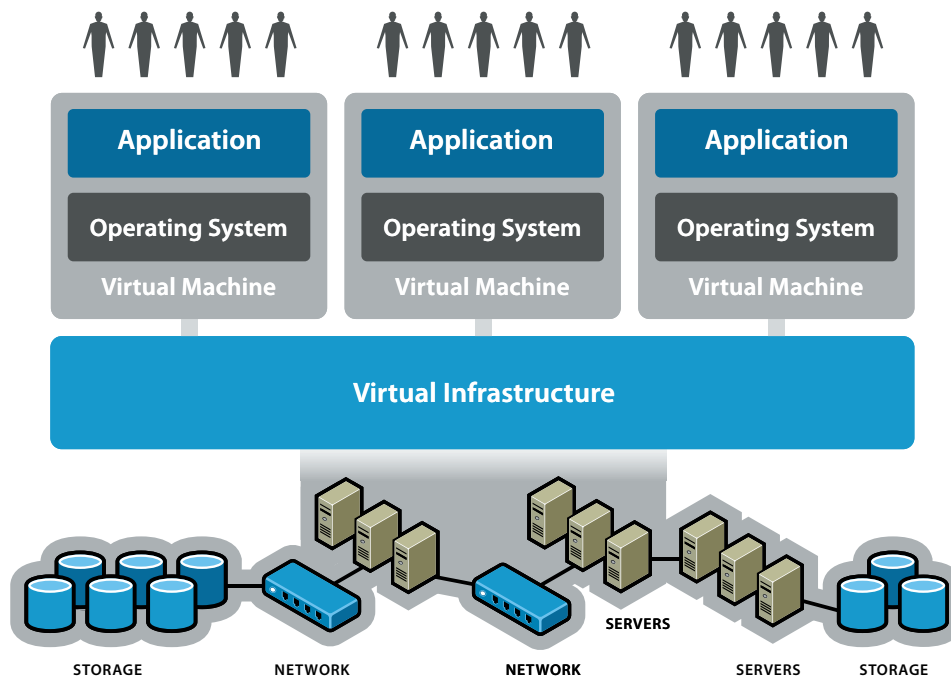 Application
Application
Application
Operating System
Operating System
Operating System
Virtual Machine
Virtual Machine
Virtual Machine
Virtual Infrastructure
SERVERS
STORAGE
NETWORK
NETWORK
SERVERS
STORAGE